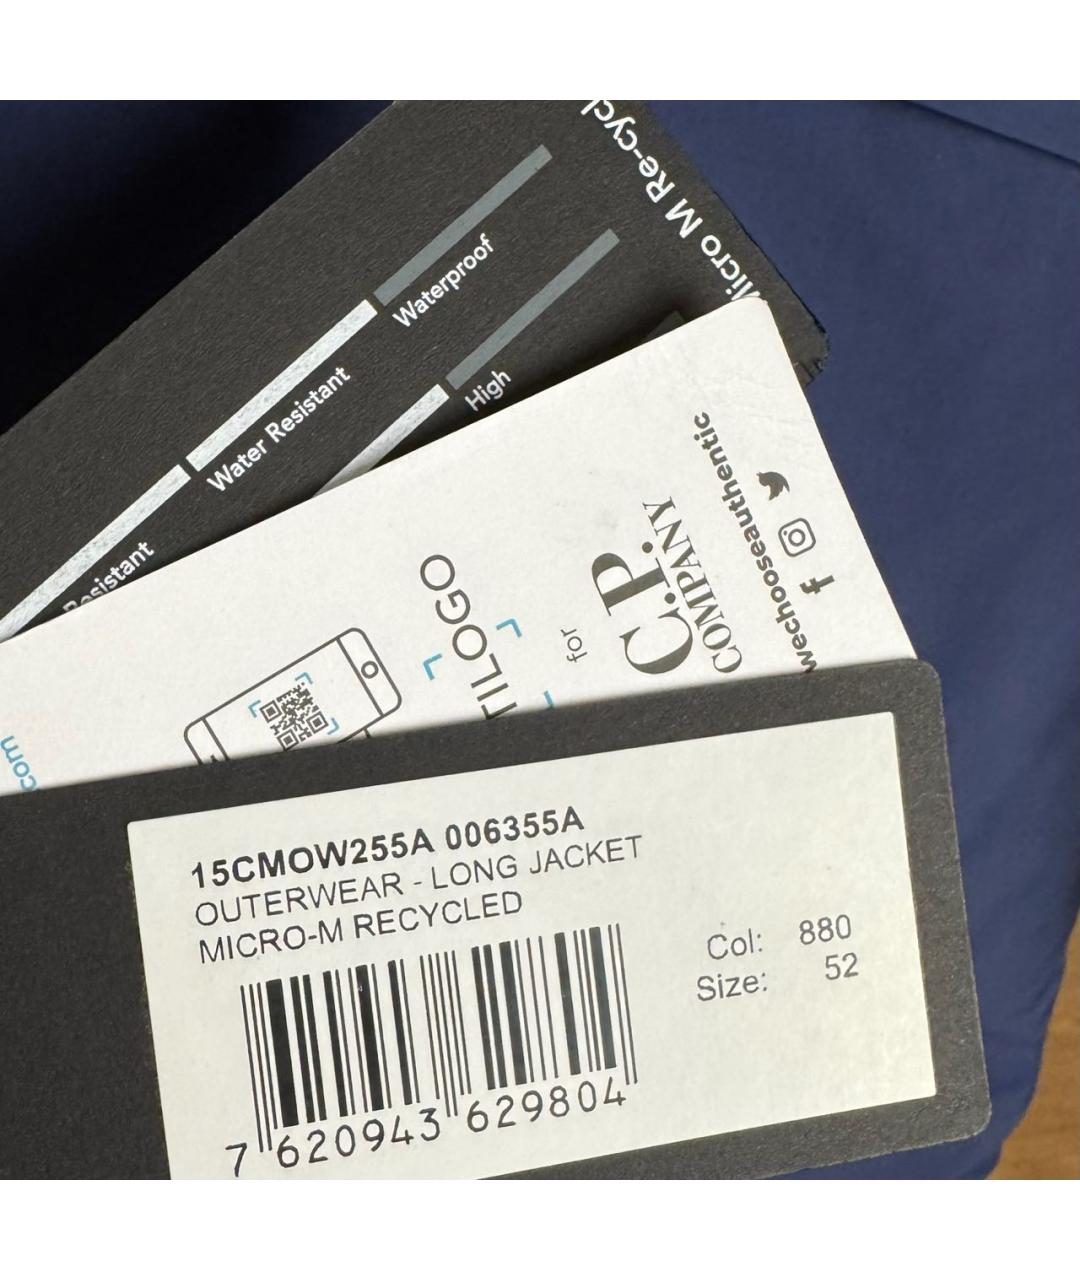 Micro M Re-cycl
Waterproof
Water Resistant
Resistant
High
wechooseauthentic
C.P.
COMPANY
for
TILOGO
.com
15CMOW255A 006355A
OUTERWEAR - LONG JACKET
MICRO-M RECYCLED
Col: 880
Size: 52
7 620943 629804